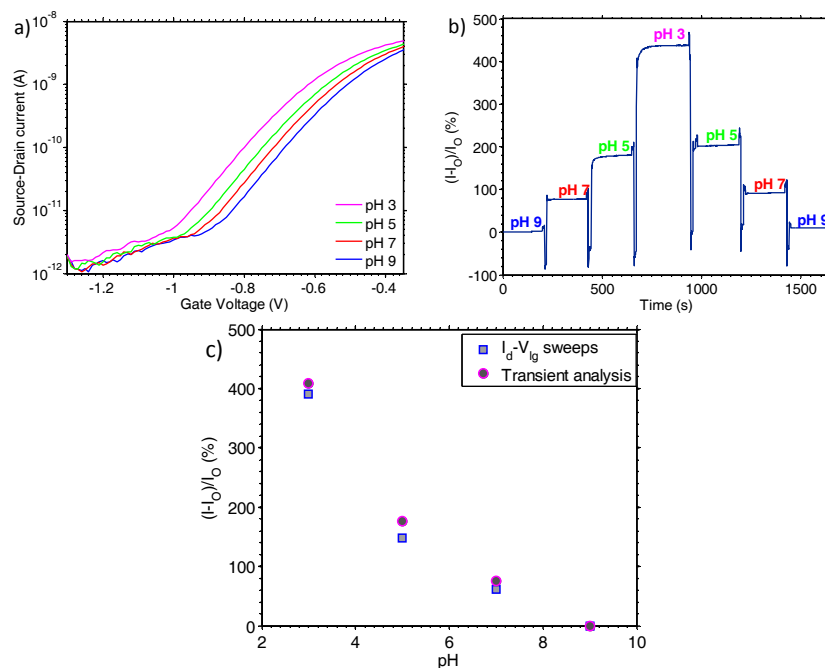 a)
Source-Drain current (A)
10⁻⁸
10⁻⁹
10⁻¹⁰
10⁻¹¹
10⁻¹²
pH 3
pH 5
pH 7
pH 9
-1.2 -1 -0.8 -0.6 -0.4
Gate Voltage (V)
b)
(I-I_O)/I_O (%)
500
400
300
200
100
0
-100
pH 9
pH 7
pH 5
pH 3
pH 5
pH 7
pH 9
0 500 1000 1500
Time (s)
c)
(I-I_O)/I_O (%)
500
400
300
200
100
0
I_d-V_lg sweeps
Transient analysis
2 4 6 8 10
pH